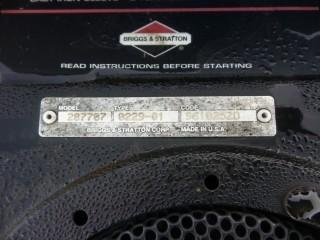 BRIGGS & STRATTON
READ INSTRUCTIONS BEFORE STARTING
MODEL TYPE CODE
287787 0229-01
BRIGGS & STRATTON CORP. MADE IN U.S.A.